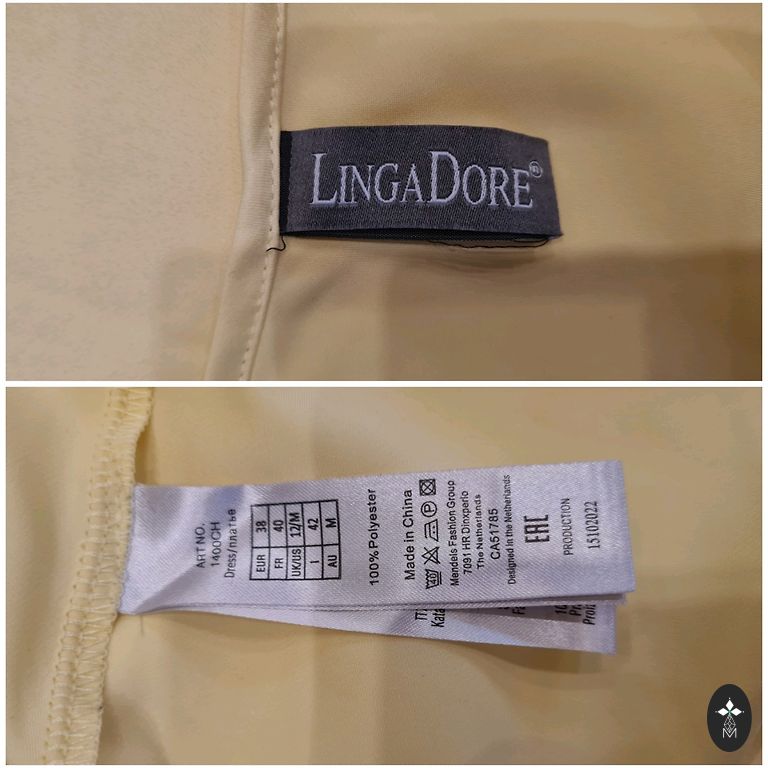 LINGADORE®
ART NO.
1400CH
Dress/платье
EUR 38
FR 40
UK/US 12/M
I 42
AU M
100%Polyester
Made in China
40
P
Mendels Fashion Group
7091 HR Dinxperlo
The Netherlands
CA51785
Designed in the Netherlands
EAC
PRODUCTION
15102022
M